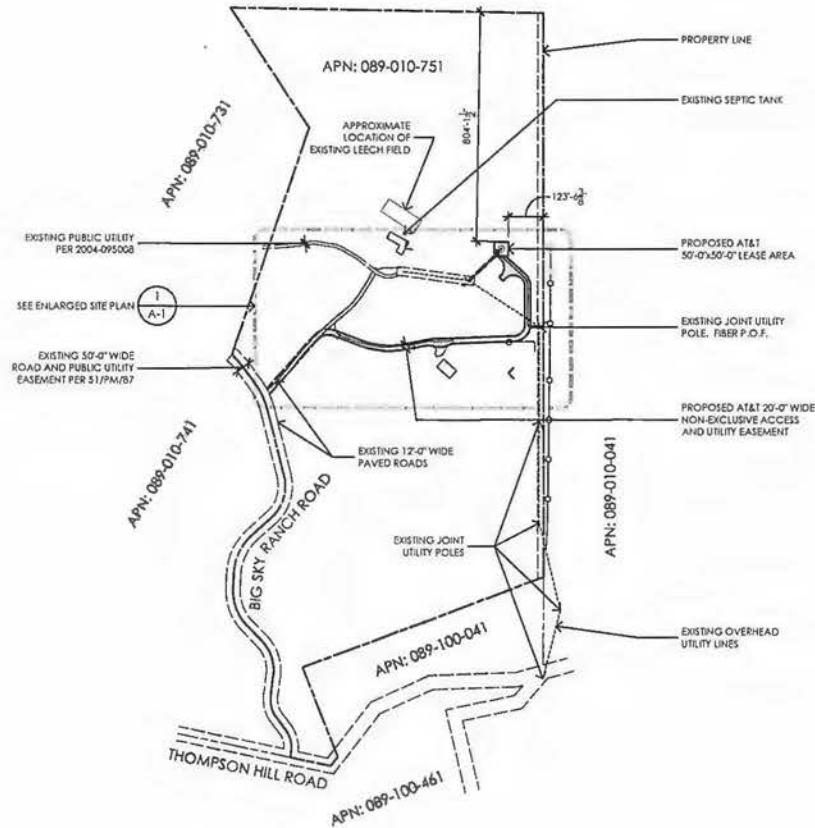 PROPERTY LINE
APN: 089-010-751
EXISTING SEPTIC TANK
APN: 089-010-731
APPROXIMATE
LOCATION OF
EXISTING LEECH FIELD
804'-1 1/2"
123'-6 3/8"
EXISTING PUBLIC UTILITY
PER 2004-095008
PROPOSED AT&T
50'-0"x50'-0" LEASE AREA
SEE ENLARGED SITE PLAN
1
A-1
EXISTING JOINT UTILITY
POLE. FIBER P.O.F.
EXISTING 50'-0" WIDE
ROAD AND PUBLIC UTILITY
EASEMENT PER 51/PM/87
PROPOSED AT&T 20'-0" WIDE
NON-EXCLUSIVE ACCESS
AND UTILITY EASEMENT
APN: 089-010-741
EXISTING 12'-0" WIDE
PAVED ROADS
APN: 089-010-041
BIG SKY RANCH ROAD
EXISTING JOINT
UTILITY POLES
APN: 089-100-041
EXISTING OVERHEAD
UTILITY LINES
THOMPSON HILL ROAD
APN: 089-100-461